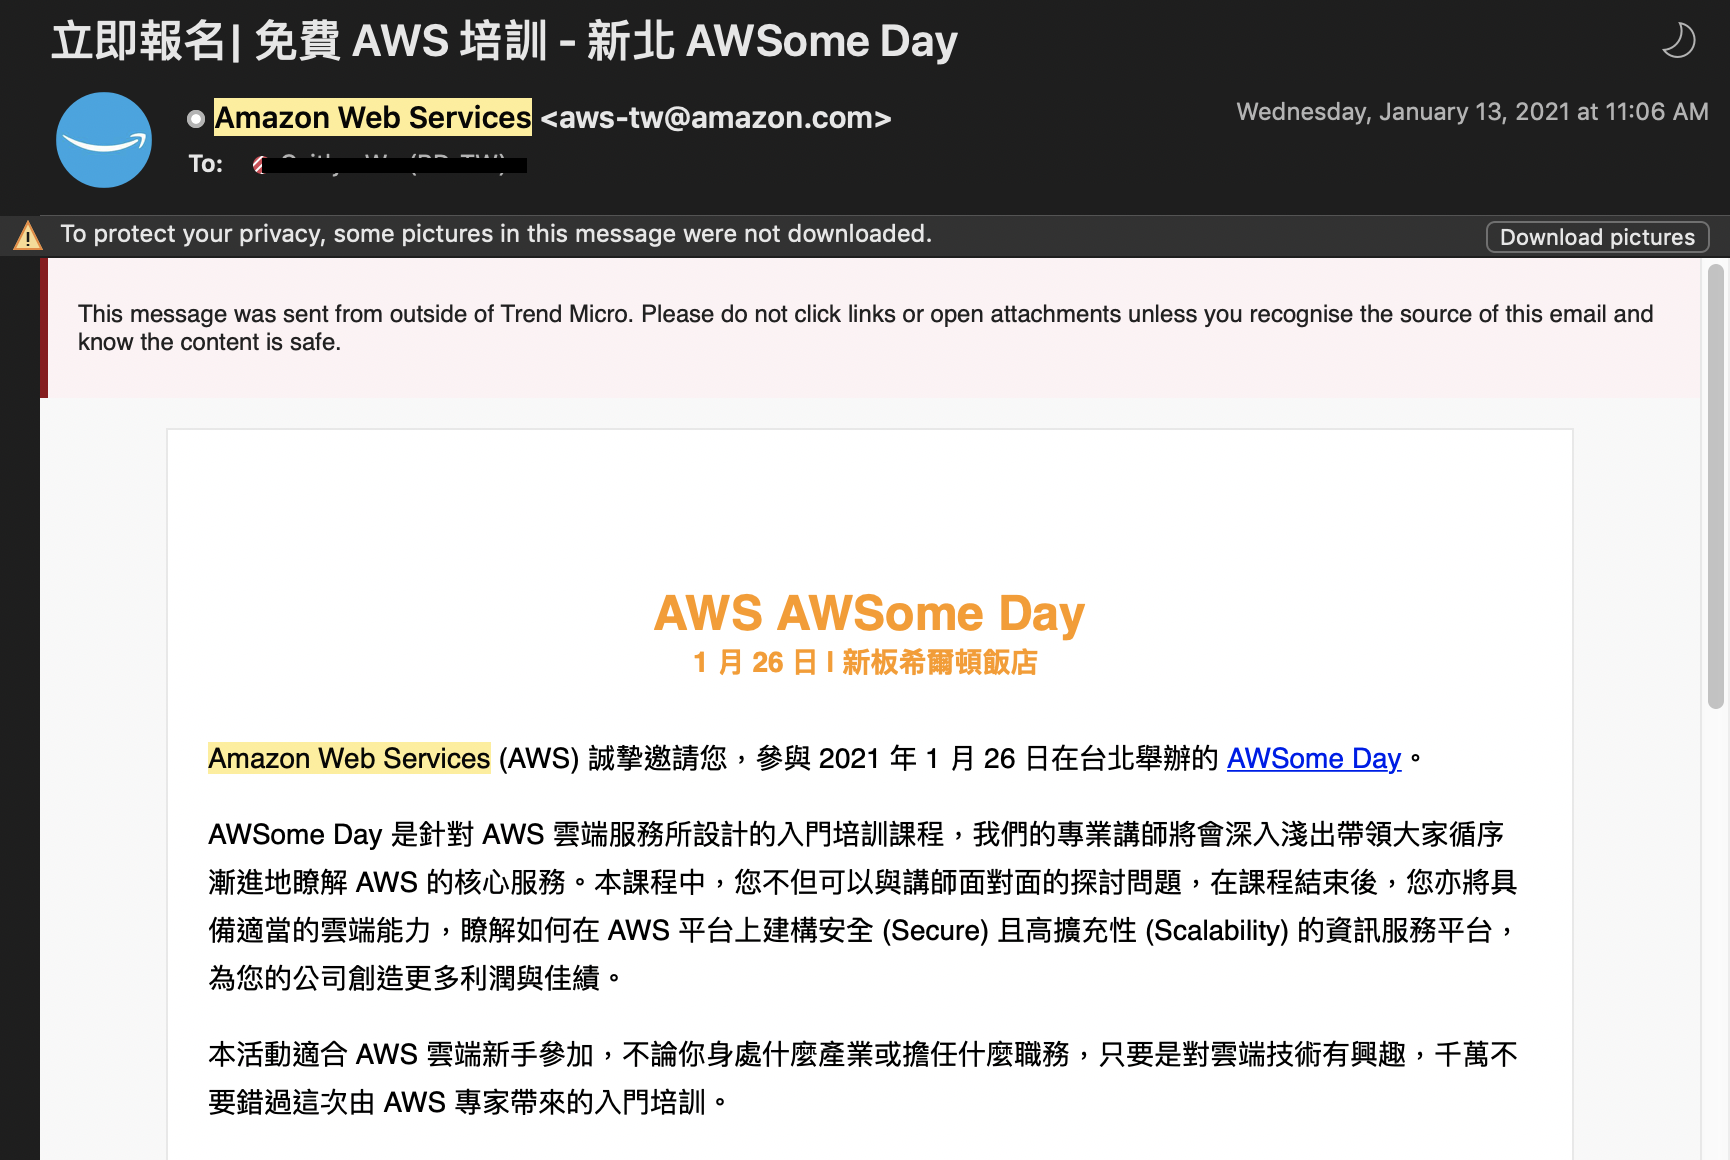 立即報名| 免費 AWS 培訓 - 新北 AWSome Day
Amazon Web Services <aws-tw@amazon.com>
Wednesday, January 13, 2021 at 11:06 AM
To:
To protect your privacy, some pictures in this message were not downloaded.
Download pictures
This message was sent from outside of Trend Micro. Please do not click links or open attachments unless you recognise the source of this email and
know the content is safe.
AWS AWSome Day
1 月 26 日 I 新板希爾頓飯店
Amazon Web Services (AWS) 誠摯邀請您，參與 2021 年 1 月 26 日在台北舉辦的 AWSome Day。
AWSome Day 是針對 AWS 雲端服務所設計的入門培訓課程，我們的專業講師將會深入淺出帶領大家循序
漸進地瞭解 AWS 的核心服務。本課程中，您不但可以與講師面對面的探討問題，在課程結束後，您亦將具
備適當的雲端能力，瞭解如何在 AWS 平台上建構安全 (Secure) 且高擴充性 (Scalability) 的資訊服務平台，
為您的公司創造更多利潤與佳績。
本活動適合 AWS 雲端新手參加，不論你身處什麼產業或擔任什麼職務，只要是對雲端技術有興趣，千萬不
要錯過這次由 AWS 專家帶來的入門培訓。